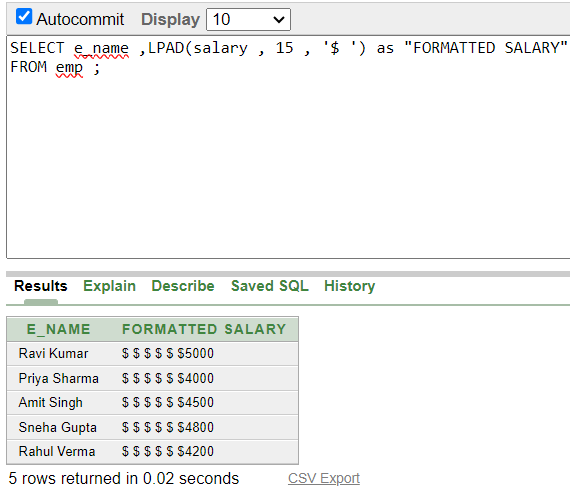 Autocommit Display 10
SELECT e_name ,LPAD(salary , 15 , '$ ') as "FORMATTED SALARY"
FROM emp ;
Results Explain Describe Saved SQL History
E_NAME FORMATTED SALARY
Ravi Kumar $ $ $ $ $ $5000
Priya Sharma $ $ $ $ $ $4000
Amit Singh $ $ $ $ $ $4500
Sneha Gupta $ $ $ $ $ $4800
Rahul Verma $ $ $ $ $ $4200
5 rows returned in 0.02 seconds CSV Export